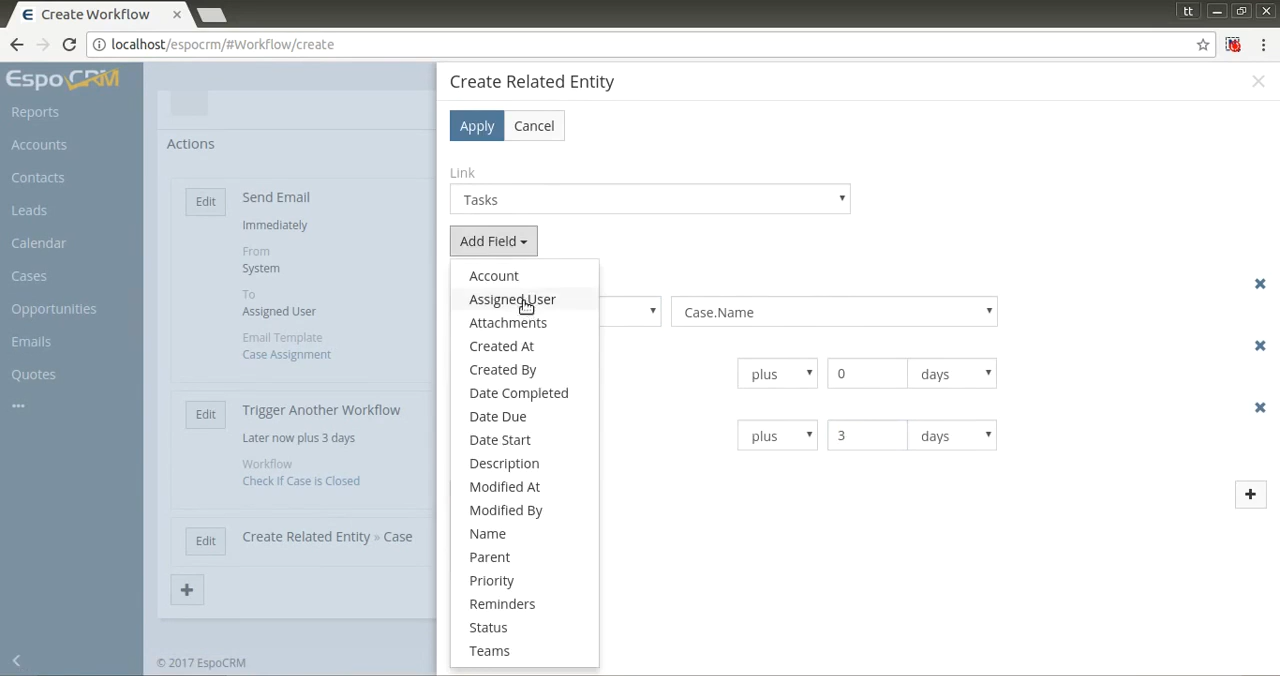 Create Workflow
tt
localhost/espocrm/#Workflow/create
EspoCRM
Reports
Accounts
Contacts
Leads
Calendar
Cases
Opportunities
Emails
Quotes
Actions
Edit
Send Email
Immediately
From
System
To
Assigned User
Email Template
Case Assignment
Edit
Trigger Another Workflow
Later now plus 3 days
Workflow
Check If Case is Closed
Edit
Create Related Entity » Case
© 2017 EspoCRM
Create Related Entity
Apply
Cancel
Link
Tasks
Add Field
Account
Assigned User
Attachments
Created At
Created By
Date Completed
Date Due
Date Start
Description
Modified At
Modified By
Name
Parent
Priority
Reminders
Status
Teams
Case.Name
plus 0 days
plus 3 days